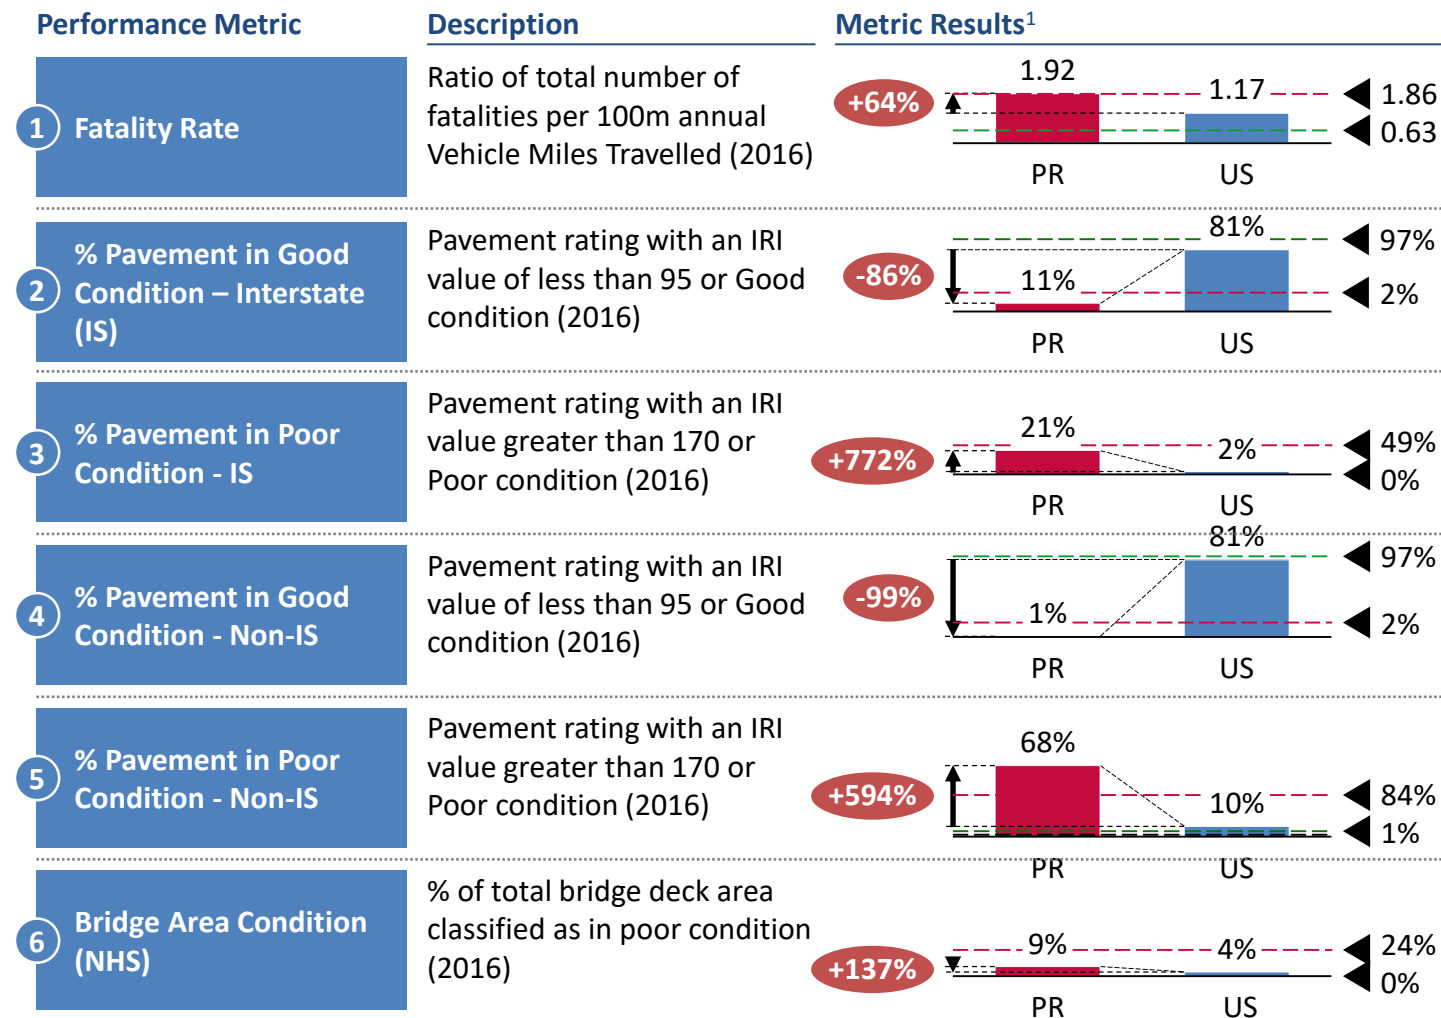 Performance Metric
Description
Metric Results1
1
Fatality Rate
Ratio of total number of
fatalities per 100m annual
Vehicle Miles Travelled (2016)
+64%
1.92
1.17
1.86
0.63
PR
US
2
% Pavement in Good
Condition – Interstate
(IS)
Pavement rating with an IRI
value of less than 95 or Good
condition (2016)
-86%
11%
81%
97%
2%
PR
US
3
% Pavement in Poor
Condition - IS
Pavement rating with an IRI
value greater than 170 or
Poor condition (2016)
+772%
21%
2%
49%
0%
PR
US
4
% Pavement in Good
Condition - Non-IS
Pavement rating with an IRI
value of less than 95 or Good
condition (2016)
-99%
1%
81%
97%
2%
PR
US
5
% Pavement in Poor
Condition - Non-IS
Pavement rating with an IRI
value greater than 170 or
Poor condition (2016)
+594%
68%
10%
84%
1%
PR
US
6
Bridge Area Condition
(NHS)
% of total bridge deck area
classified as in poor condition
(2016)
+137%
9%
4%
24%
0%
PR
US